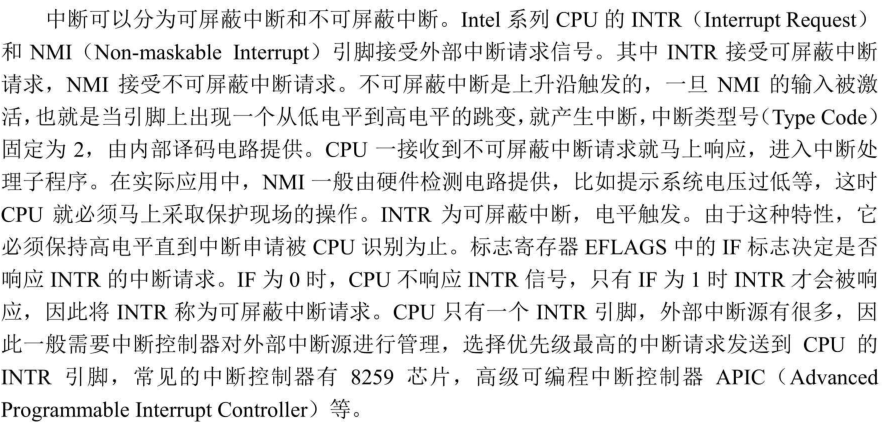 中断可以分为可屏蔽中断和不可屏蔽中断。Intel 系列 CPU 的 INTR（Interrupt Request）
和 NMI（Non-maskable Interrupt）引脚接受外部中断请求信号。其中 INTR 接受可屏蔽中断
请求，NMI 接受不可屏蔽中断请求。不可屏蔽中断是上升沿触发的，一旦 NMI 的输入被激
活，也就是当引脚上出现一个从低电平到高电平的跳变，就产生中断，中断类型号（Type Code）
固定为 2，由内部译码电路提供。CPU 一接收到不可屏蔽中断请求就马上响应，进入中断处
理子程序。在实际应用中，NMI 一般由硬件检测电路提供，比如提示系统电压过低等，这时
CPU 就必须马上采取保护现场的操作。INTR 为可屏蔽中断，电平触发。由于这种特性，它
必须保持高电平直到中断申请被 CPU 识别为止。标志寄存器 EFLAGS 中的 IF 标志决定是否
响应 INTR 的中断请求。IF 为 0 时，CPU 不响应 INTR 信号，只有 IF 为 1 时 INTR 才会被响
应，因此将 INTR 称为可屏蔽中断请求。CPU 只有一个 INTR 引脚，外部中断源有很多，因
此一般需要中断控制器对外部中断源进行管理，选择优先级最高的中断请求发送到 CPU 的
INTR 引脚，常见的中断控制器有 8259 芯片，高级可编程中断控制器 APIC（Advanced
Programmable Interrupt Controller）等。